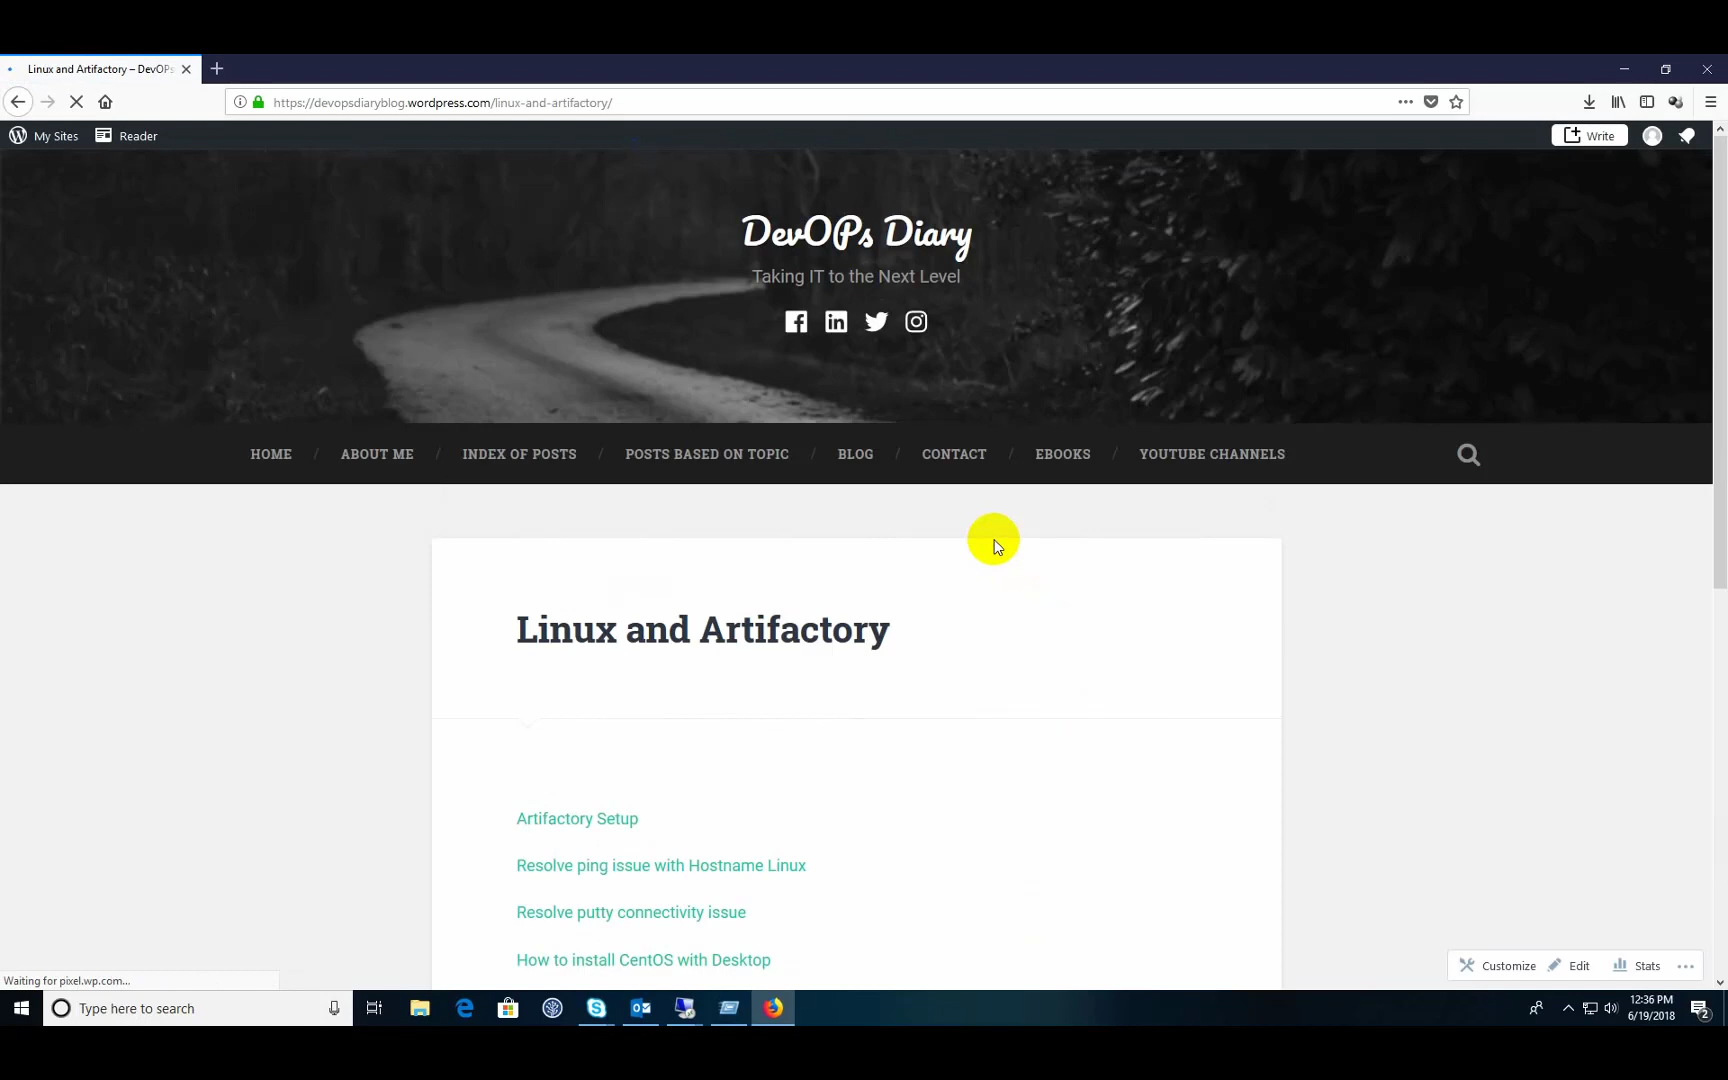 Linux and Artifactory – DevOPs
https://devopsdiaryblog.wordpress.com/linux-and-artifactory/
My Sites
Reader
Write
DevOPs Diary
Taking IT to the Next Level
HOME / ABOUT ME / INDEX OF POSTS / POSTS BASED ON TOPIC / BLOG / CONTACT / EBOOKS / YOUTUBE CHANNELS
Linux and Artifactory
Artifactory Setup
Resolve ping issue with Hostname Linux
Resolve putty connectivity issue
How to install CentOS with Desktop
Customize
Edit
Stats
Waiting for pixel.wp.com...
Type here to search
12:36 PM
6/19/2018
2